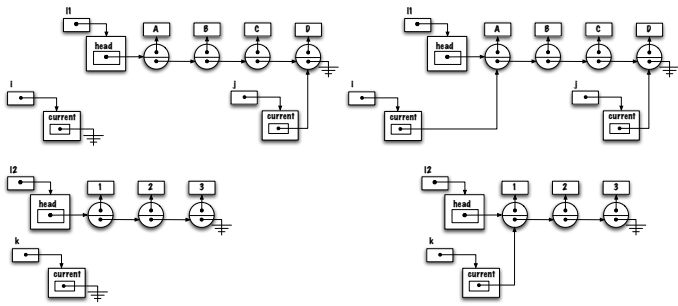 l1
A B C D
head
i
j
current
current
l1
A B C D
head
i
j
current
current
l2
1 2 3
head
k
current
l2
1 2 3
head
k
current